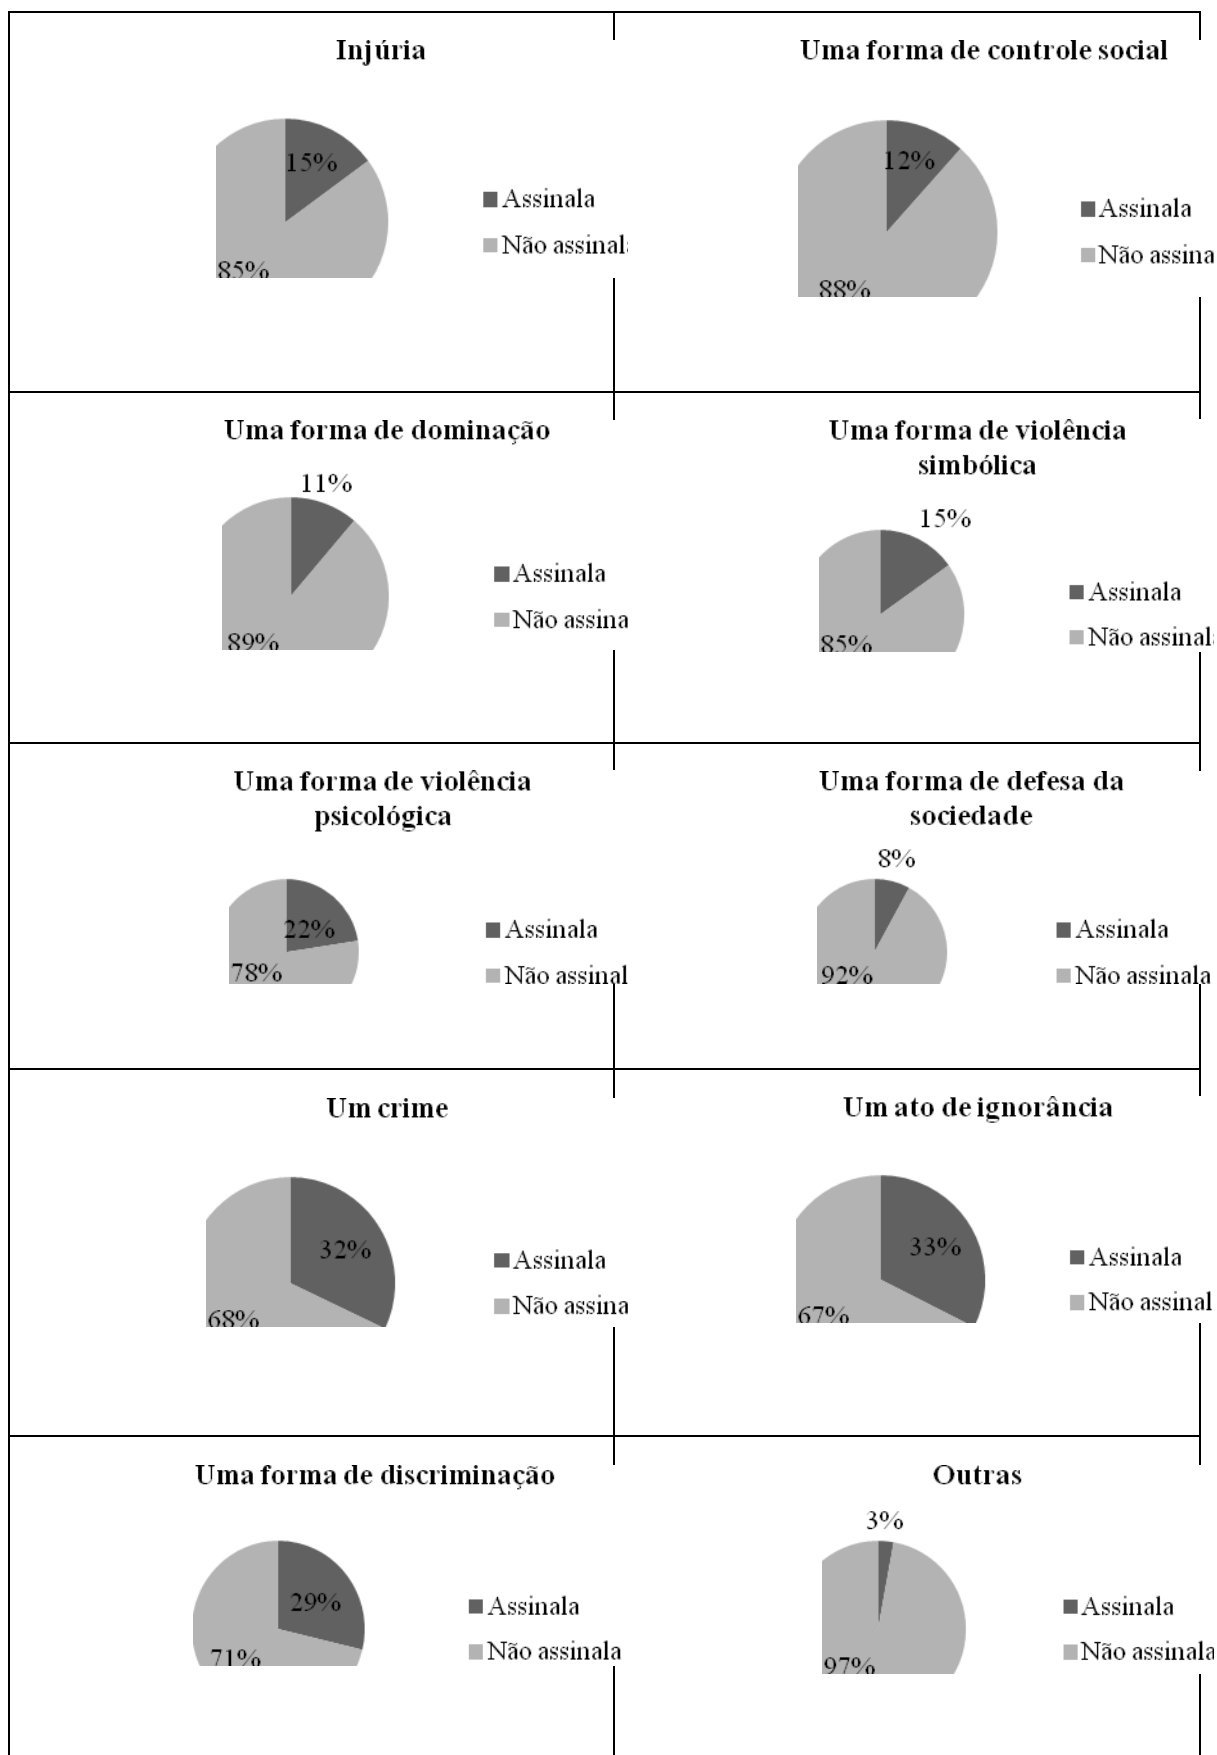 Injúria
15%
85%
Assinala
Não assinala
Uma forma de controle social
12%
88%
Assinala
Não assina
Uma forma de dominação
11%
89%
Assinala
Não assina
Uma forma de violência
simbólica
15%
85%
Assinala
Não assinala
Uma forma de violência
psicológica
22%
78%
Assinala
Não assinal
Uma forma de defesa da
sociedade
8%
92%
Assinala
Não assinala
Um crime
32%
68%
Assinala
Não assina
Um ato de ignorância
33%
67%
Assinala
Não assinal
Uma forma de discriminação
29%
71%
Assinala
Não assinala
Outras
3%
97%
Assinala
Não assinala